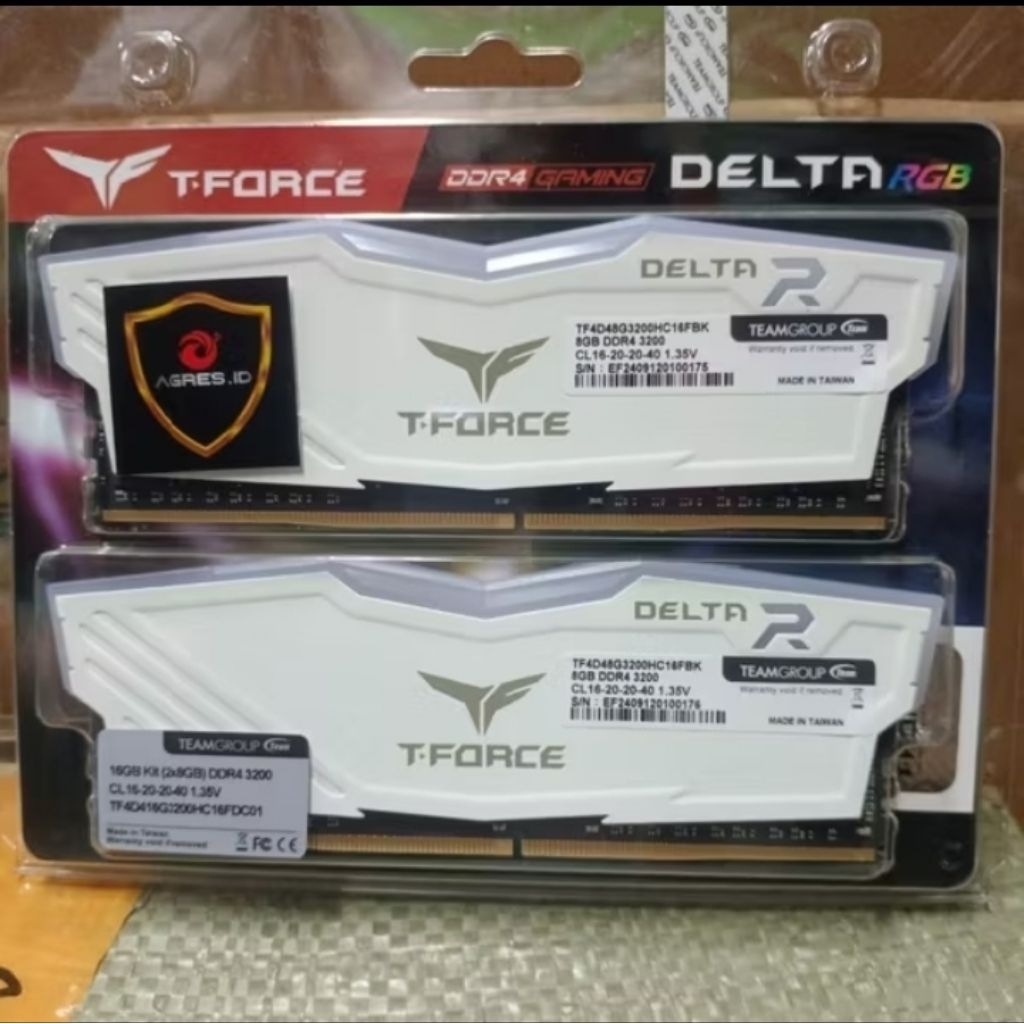 T·FORCE
DDR4 GAMING
DELTA RGB
DELTA R
TF4D48G3200HC16FBK
8GB DDR4 3200
CL16-20-20-40 1.35V
S/N : EF2409120100175
TEAMGROUP Team
Warranty void if removed.
MADE IN TAIWAN
AGRES.ID
T·FORCE
DELTA R
TF4D48G3200HC16FBK
8GB DDR4 3200
CL16-20-20-40 1.35V
S/N : EF2409120100176
TEAMGROUP Team
Warranty void if removed
MADE IN TAIWAN
T·FORCE
TEAMGROUP Team
16GB Kit (2x8GB) DDR4 3200
CL16-20-20-40 1.35V
TF4D416G3200HC16FDC01
Made in Taiwan
Warranty void if removed
FC CE